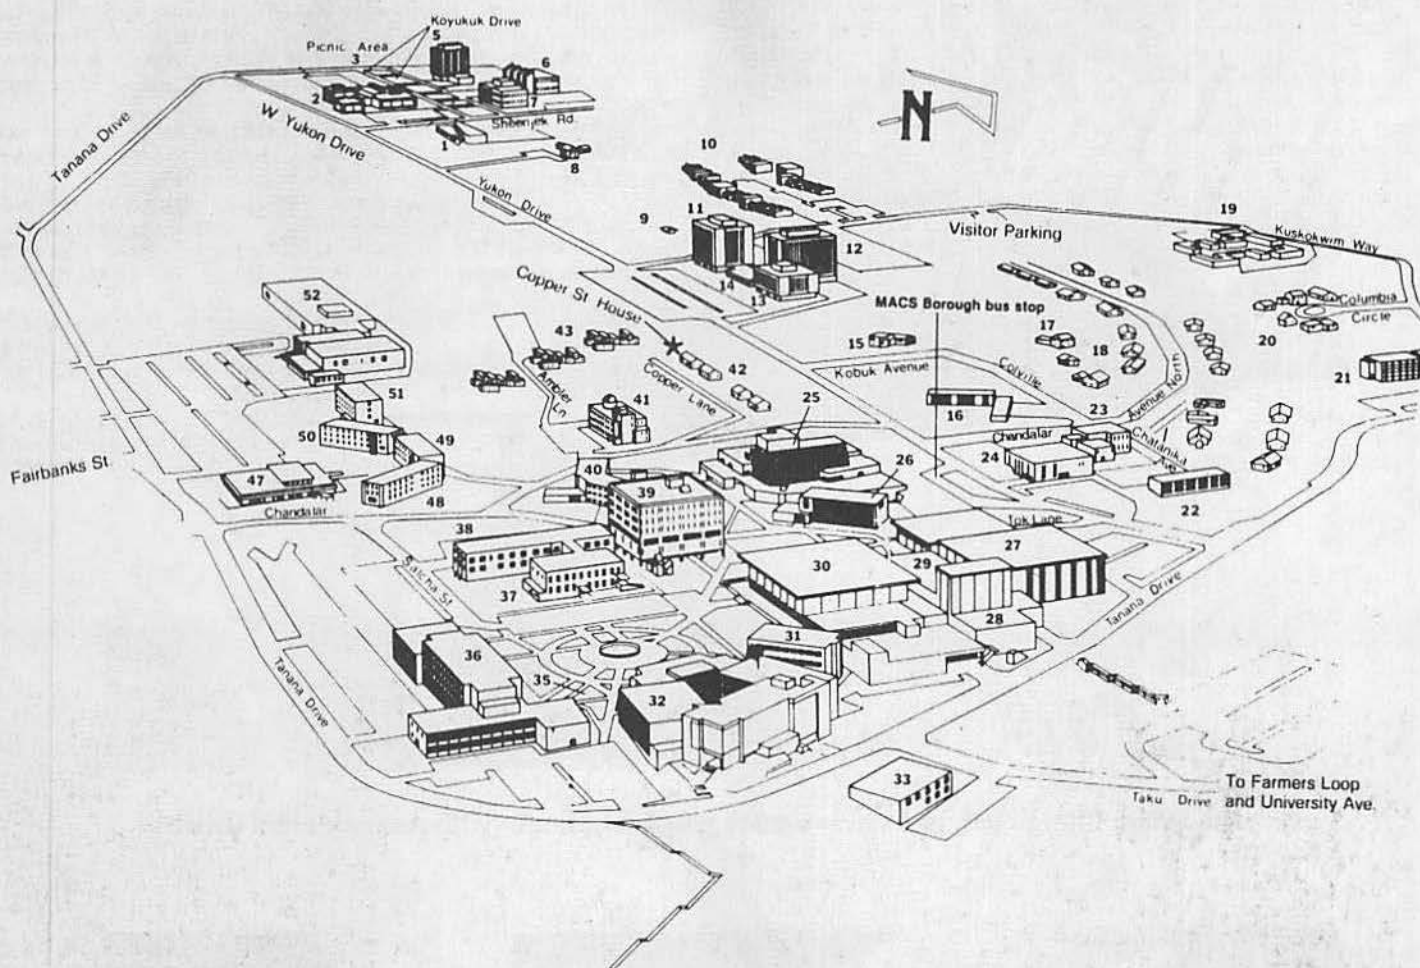 Koyukuk Drive
Picnic Area
5
3
6
2
7
Sheenjek Rd.
1
8
W Yukon Drive
Tanana Drive
N
10
Yukon Drive
9
11
12
14
13
Visitor Parking
19
Kuskokwim Way
Columbia
Circle
20
21
Copper St House
MACS Borough bus stop
52
43
42
15
Kobuk Avenue
Colville
17
18
Avenue North
Ambler
Ln
Copper Lane
41
25
16
23
Chandalar
24
Chatanika
Ave
22
51
50
49
48
47
Fairbanks St.
Chandalar
40
39
26
38
37
Salcha St
Tok Lane
27
29
30
28
31
Tanana Drive
36
35
32
Tanana Drive
33
Taku Drive
To Farmers Loop
and University Ave.